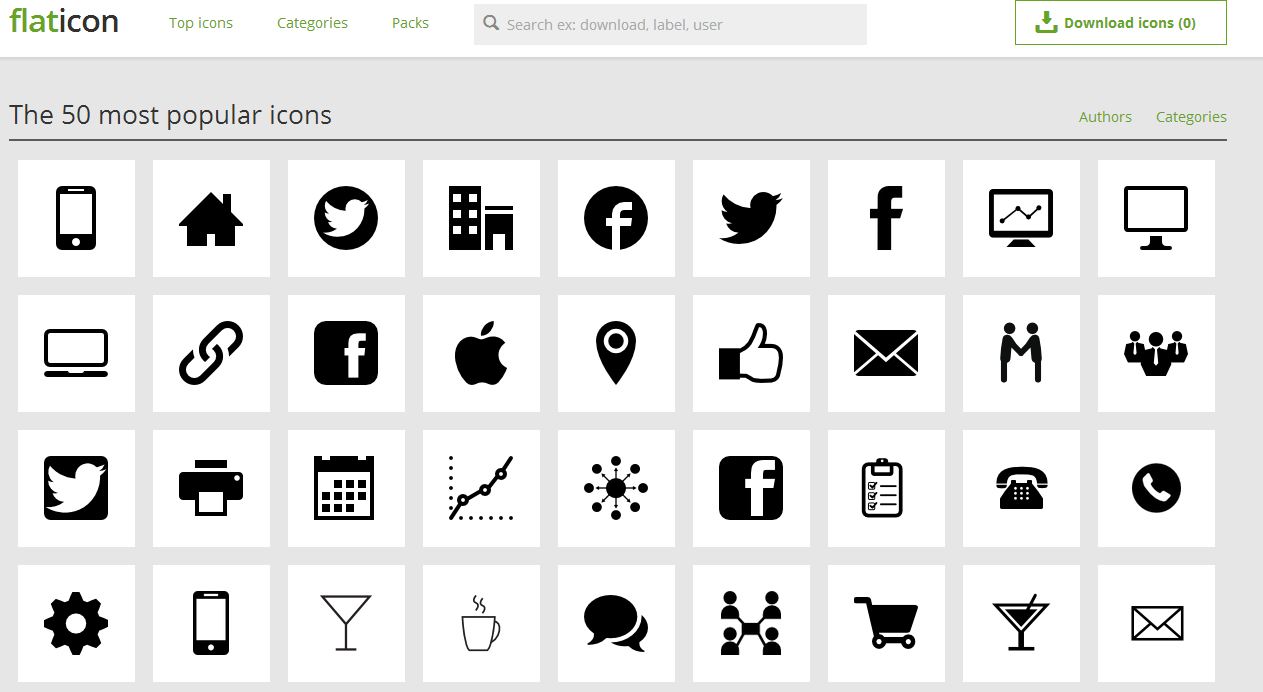 flaticon
Top icons
Categories
Packs
Search ex: download, label, user
Download icons (0)
The 50 most popular icons
Authors
Categories